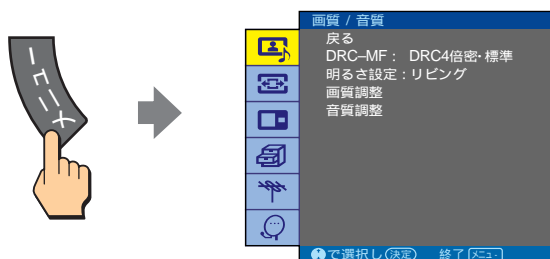 メニュー
画質 / 音質
戻る
DRC–MF： DRC4倍密･標準
明るさ設定：リビング
画質調整
音質調整
で選択し 決定 終了 メニュー